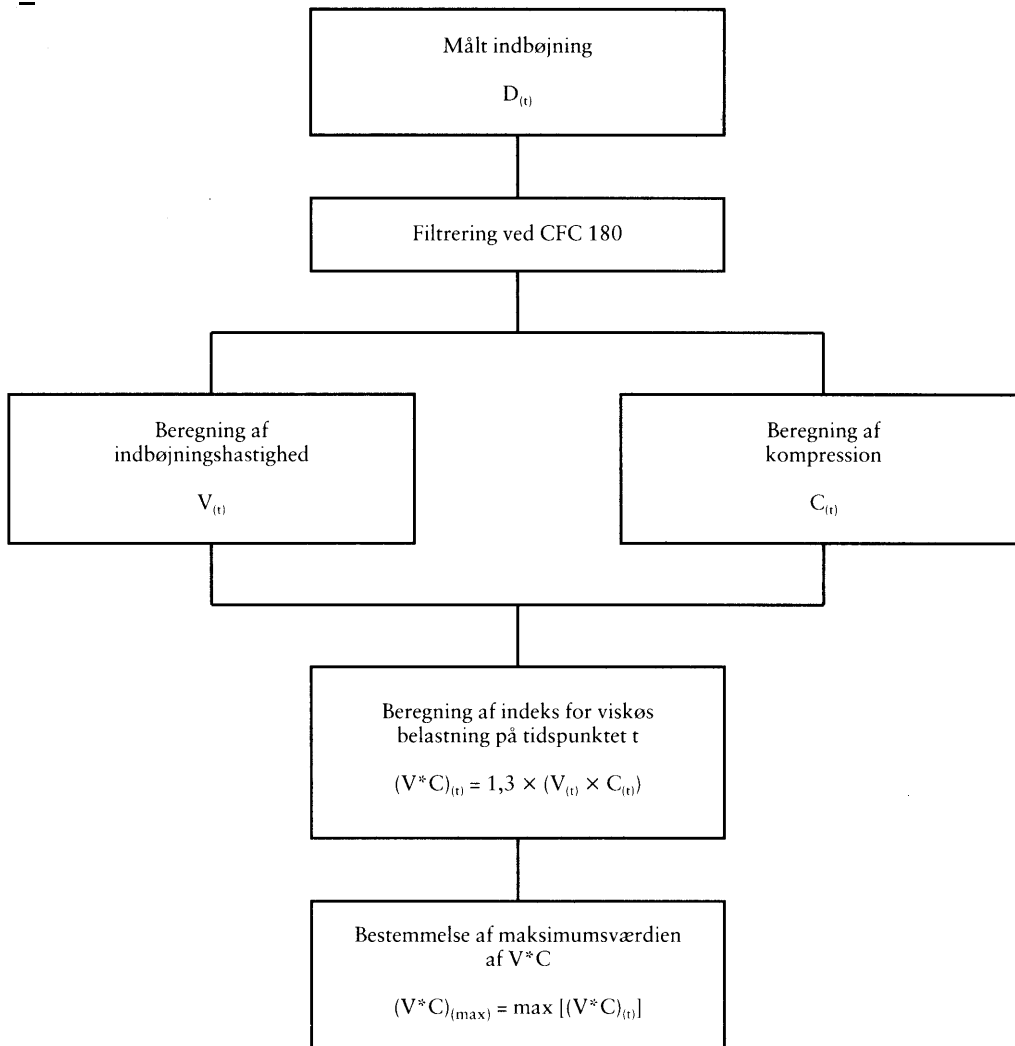 Målt indbøjning
D(t)
Filtrering ved CFC 180
Beregning af
indbøjningshastighed
V(t)
Beregning af
kompression
C(t)
Beregning af indeks for viskøs
belastning på tidspunktet t
(V*C)(t) = 1,3 × (V(t) × C(t))
Bestemmelse af maksimumsværdien
af V*C
(V*C)(max) = max [(V*C)(t)]